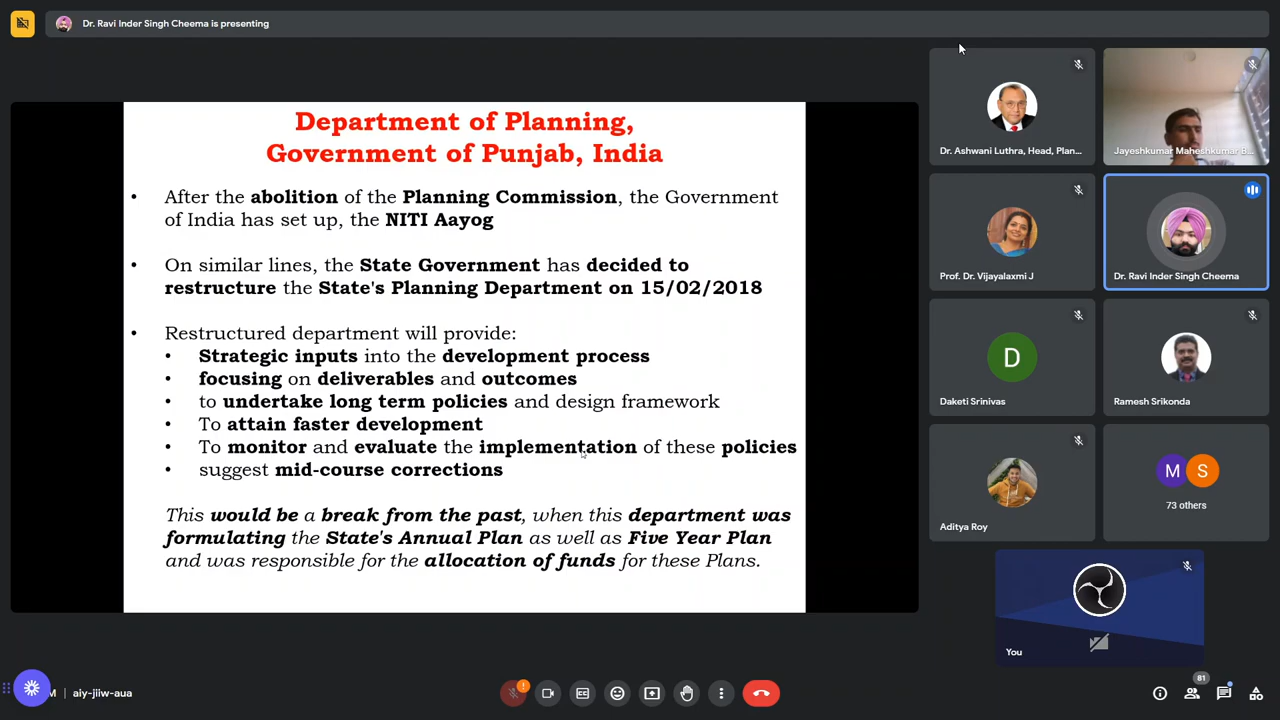 Dr. Ravi Inder Singh Cheema is presenting
Department of Planning,
Government of Punjab, India
• After the abolition of the Planning Commission, the Government
of India has set up, the NITI Aayog
• On similar lines, the State Government has decided to
restructure the State's Planning Department on 15/02/2018
• Restructured department will provide:
• Strategic inputs into the development process
• focusing on deliverables and outcomes
• to undertake long term policies and design framework
• To attain faster development
• To monitor and evaluate the implementation of these policies
• suggest mid-course corrections
This would be a break from the past, when this department was
formulating the State's Annual Plan as well as Five Year Plan
and was responsible for the allocation of funds for these Plans.
Dr. Ashwani Luthra, Head, Plan...
Jayeshkumar Maheshkumar B...
Prof. Dr. Vijayalaxmi J
Dr. Ravi Inder Singh Cheema
D
Daketi Srinivas
Ramesh Srikonda
Aditya Roy
M S
73 others
You
M | aiy-jiiw-aua
81